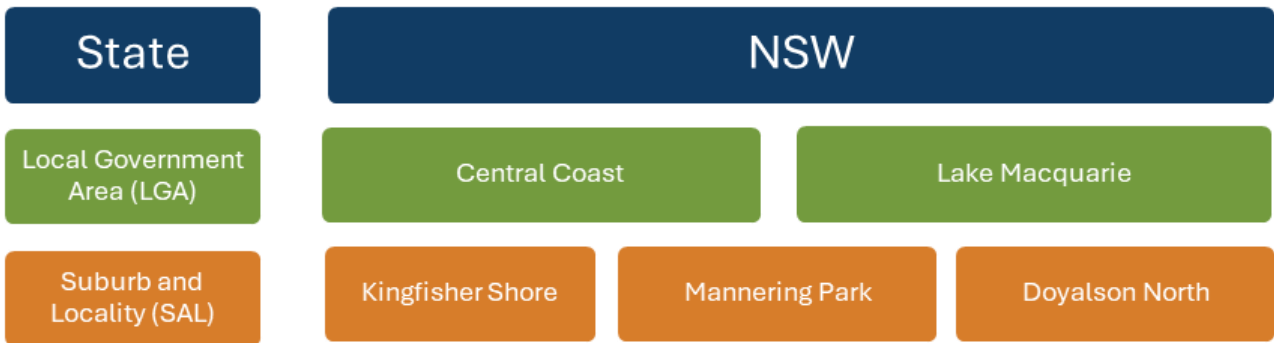 State
NSW
Local Government
Area (LGA)
Central Coast
Lake Macquarie
Suburb and
Locality (SAL)
Kingfisher Shore
Mannering Park
Doyalson North